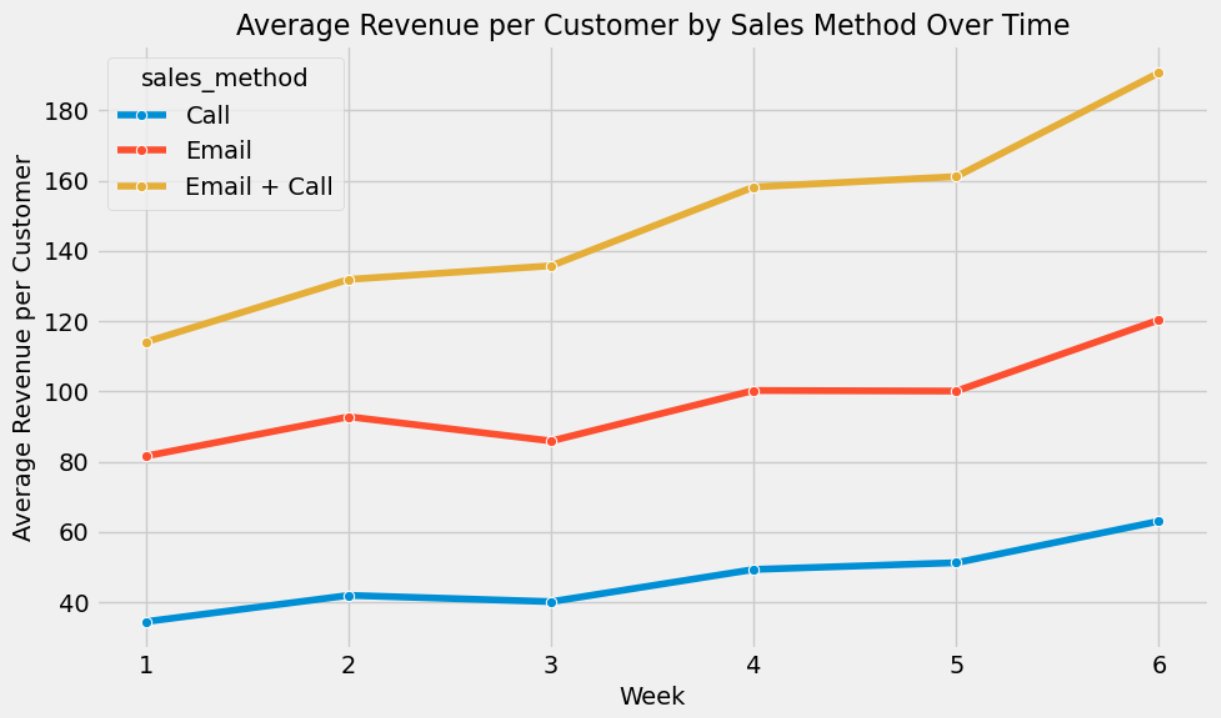 Average Revenue per Customer by Sales Method Over Time
sales_method
Call
Email
Email + Call
Average Revenue per Customer
180
160
140
120
100
80
60
40
1 2 3 4 5 6
Week